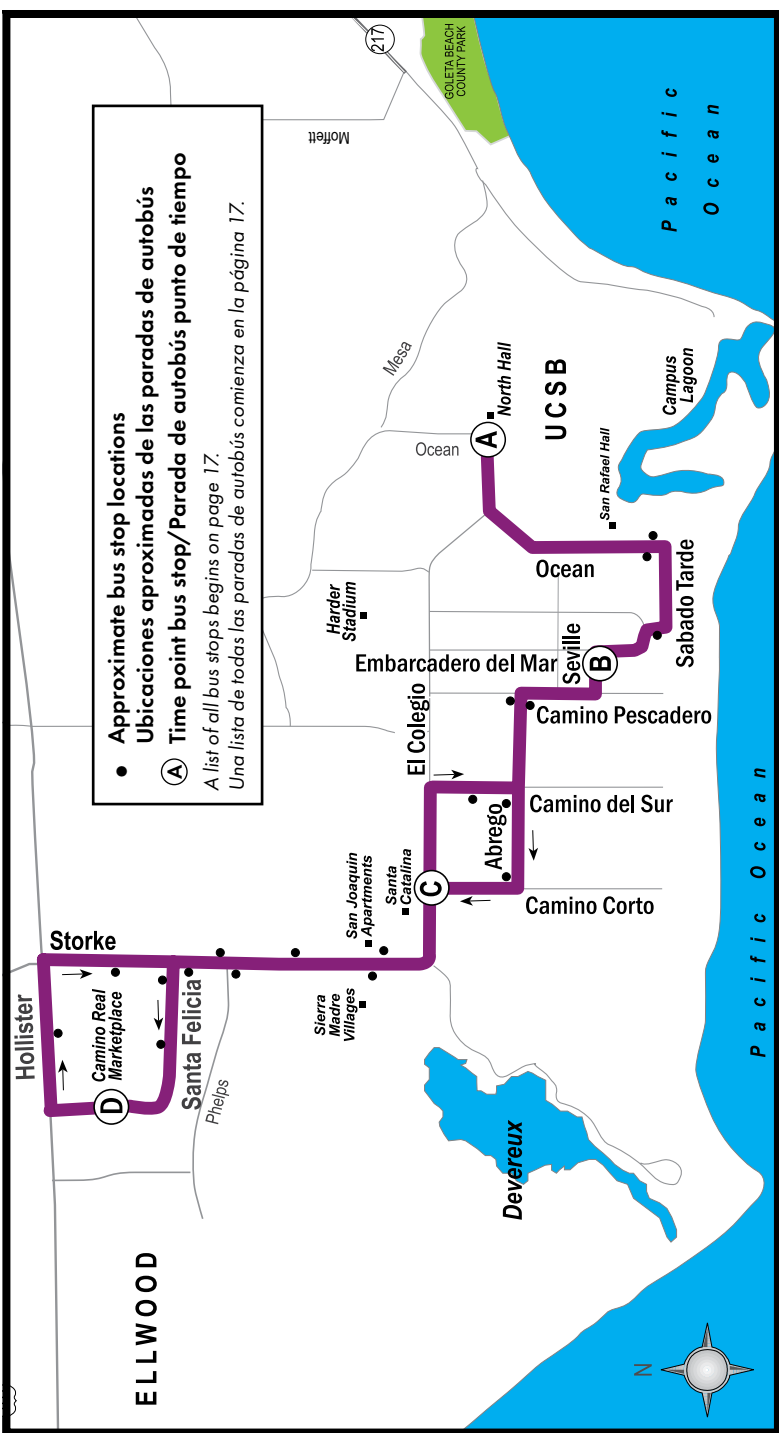 Approximate bus stop locations
Ubicaciones aproximadas de las paradas de autobús
A Time point bus stop/Parada de autobús punto de tiempo
A list of all bus stops begins on page 17.
Una lista de todas las paradas de autobús comienza en la página 17.
Hollister
Storke
Camino Real
Marketplace
D
Santa Felicia
Phelps
ELLWOOD
San Joaquin
Apartments
Sierra
Madre
Villages
Santa
Catalina
C
El Colegio
Abrego
Camino Corto
Camino del Sur
Camino Pescadero
Embarcadero del Mar
Seville
B
Sabado Tarde
Harder
Stadium
Ocean
Ocean
Mesa
Moffett
217
GOLETA BEACH
COUNTY PARK
A
North Hall
UCSB
San Rafael Hall
Campus
Lagoon
Devereux
Pacific
Ocean
Pacific Ocean
N